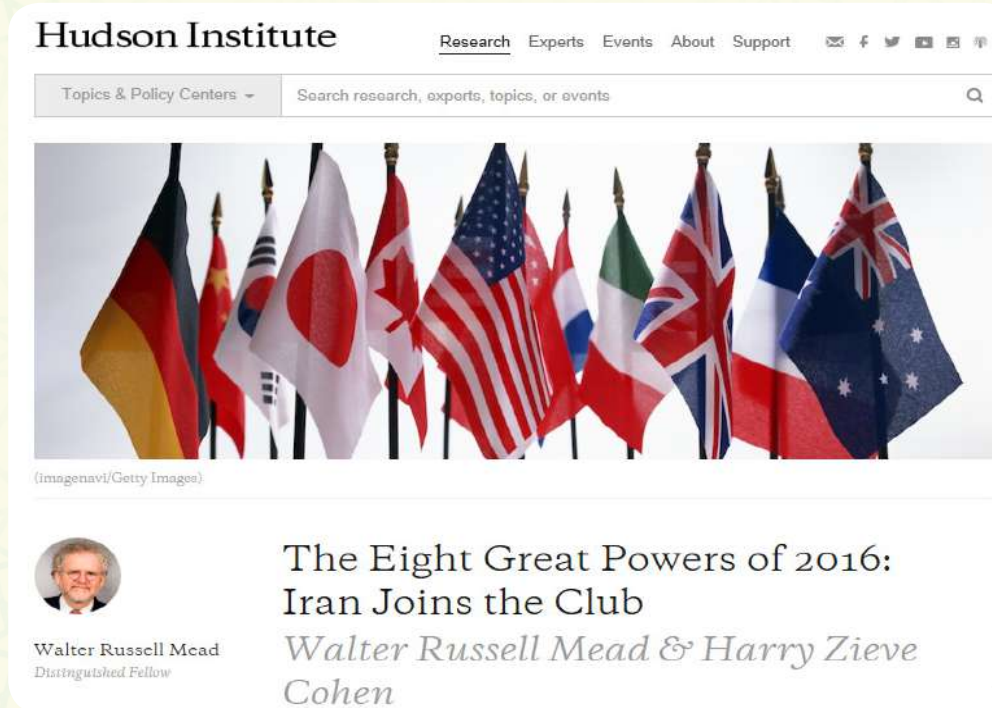 Hudson Institute
Research Experts Events About Support
Topics & Policy Centers
Search research, experts, topics, or events
(imagenavi/Getty Images)
The Eight Great Powers of 2016:
Iran Joins the Club
Walter Russell Mead & Harry Zieve
Cohen
Walter Russell Mead
Distinguished Fellow